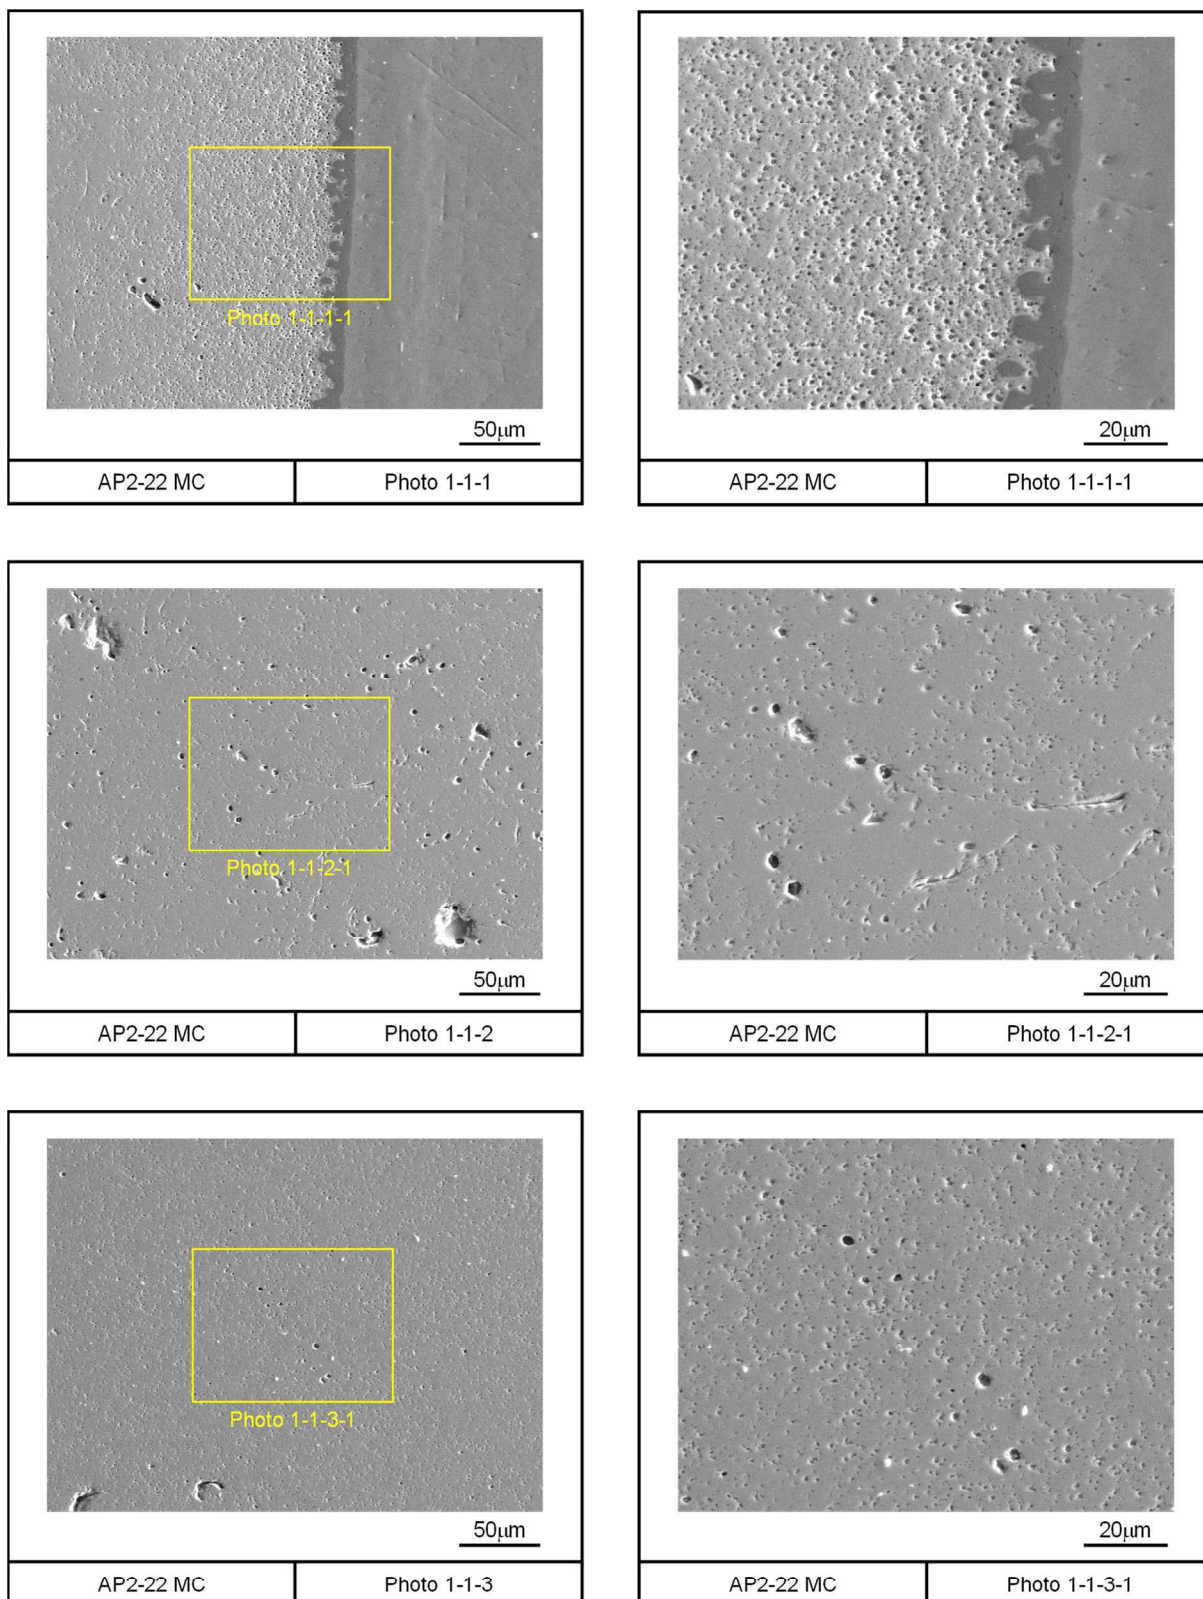 Photo 1-1-1-1
50μm
20μm
AP2-22 MC
Photo 1-1-1
AP2-22 MC
Photo 1-1-1-1
Photo 1-1-2-1
50μm
20μm
AP2-22 MC
Photo 1-1-2
AP2-22 MC
Photo 1-1-2-1
Photo 1-1-3-1
50μm
20μm
AP2-22 MC
Photo 1-1-3
AP2-22 MC
Photo 1-1-3-1